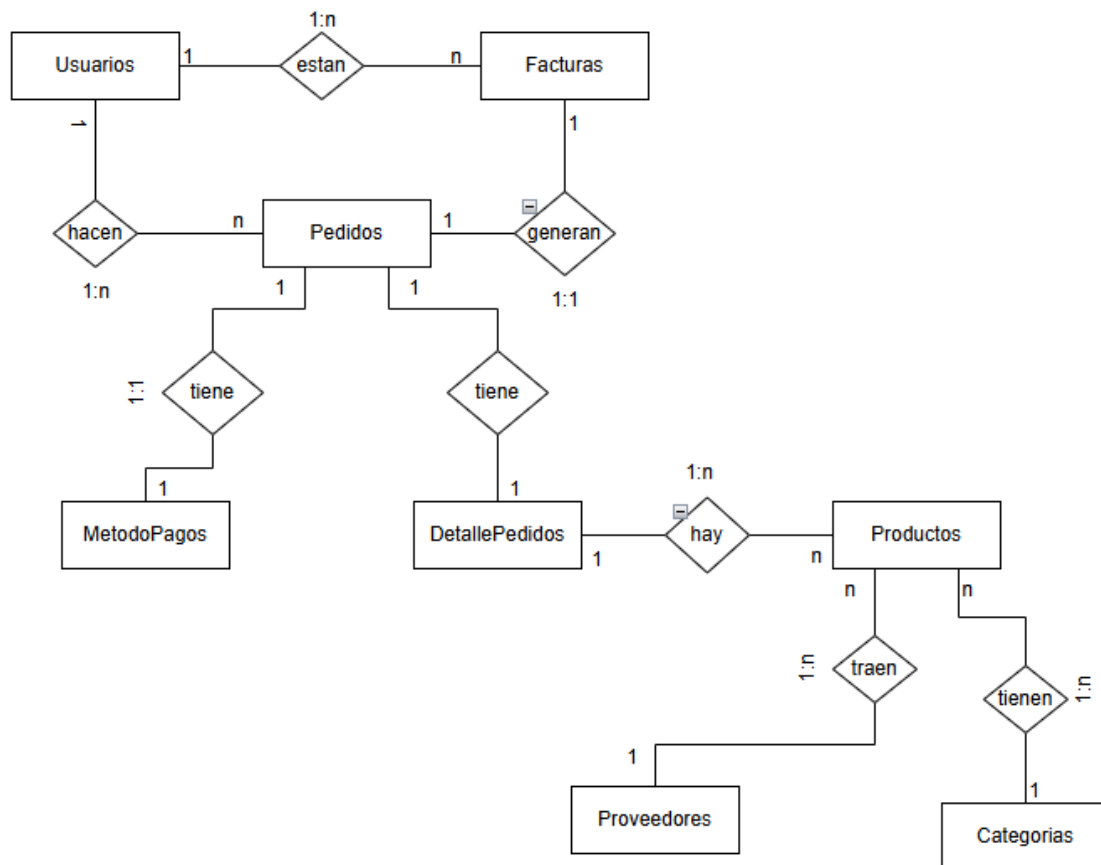 1:n
Usuarios
1
estan
n
Facturas
1
1
hacen
n
Pedidos
1
generan
1:n
1
1
1:1
1:1
tiene
tiene
1:n
1
1
MetodoPagos
DetallePedidos
1
hay
n
Productos
n
n
1:n
traen
tienen
1:n
1
1
Proveedores
Categorias